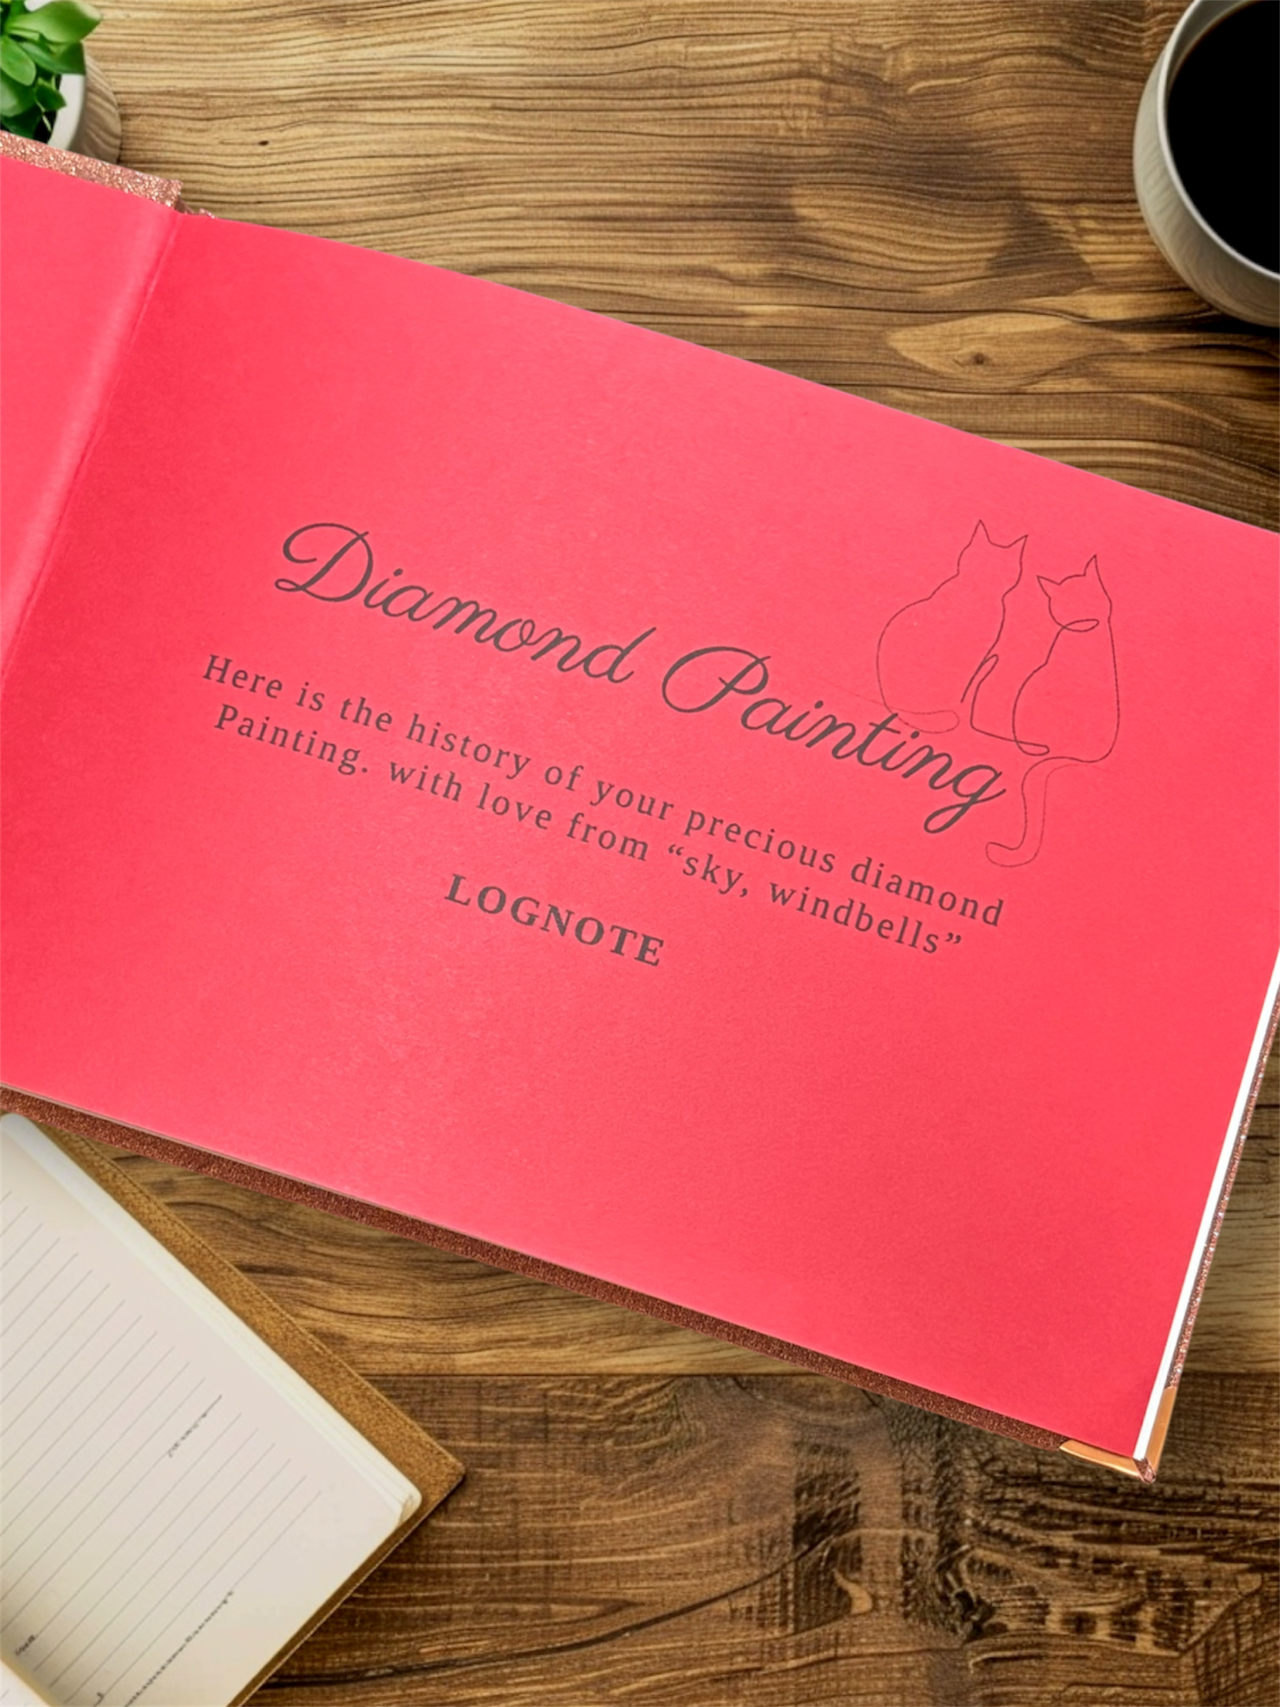 Diamond Painting
Here is the history of your precious diamond
Painting. with love from “sky, windbells”
LOGNOTE